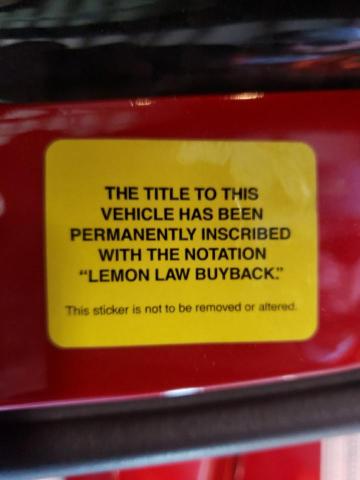 THE TITLE TO THIS
VEHICLE HAS BEEN
PERMANENTLY INSCRIBED
WITH THE NOTATION
“LEMON LAW BUYBACK.”
This sticker is not to be removed or altered.